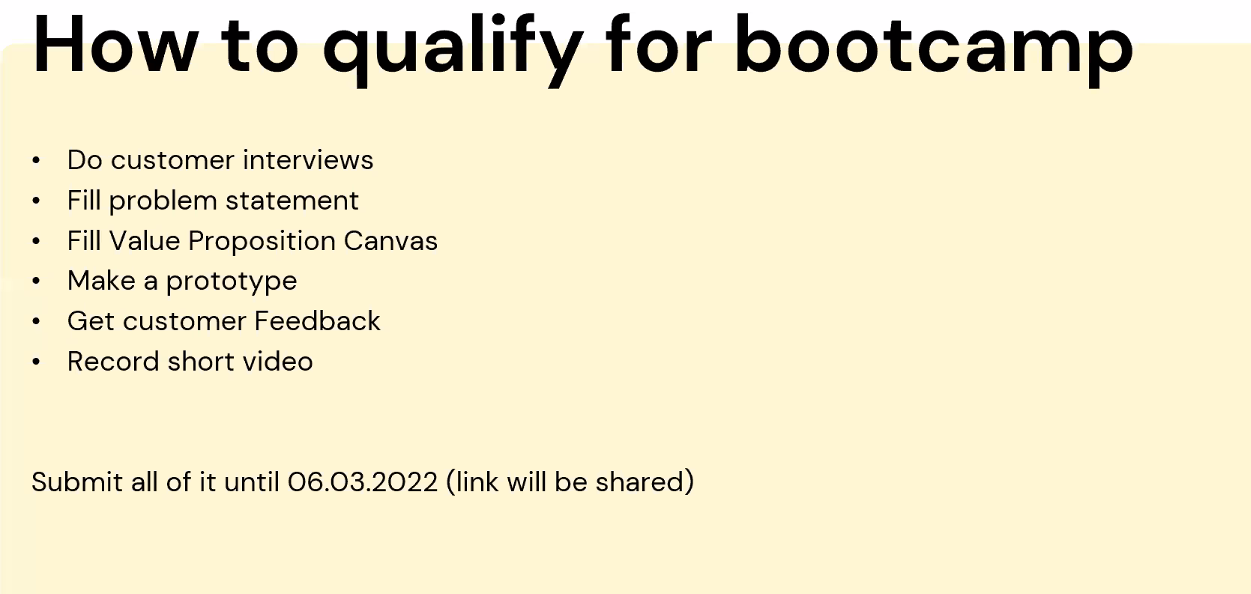 How to qualify for bootcamp
• Do customer interviews
• Fill problem statement
• Fill Value Proposition Canvas
• Make a prototype
• Get customer Feedback
• Record short video
Submit all of it until 06.03.2022 (link will be shared)